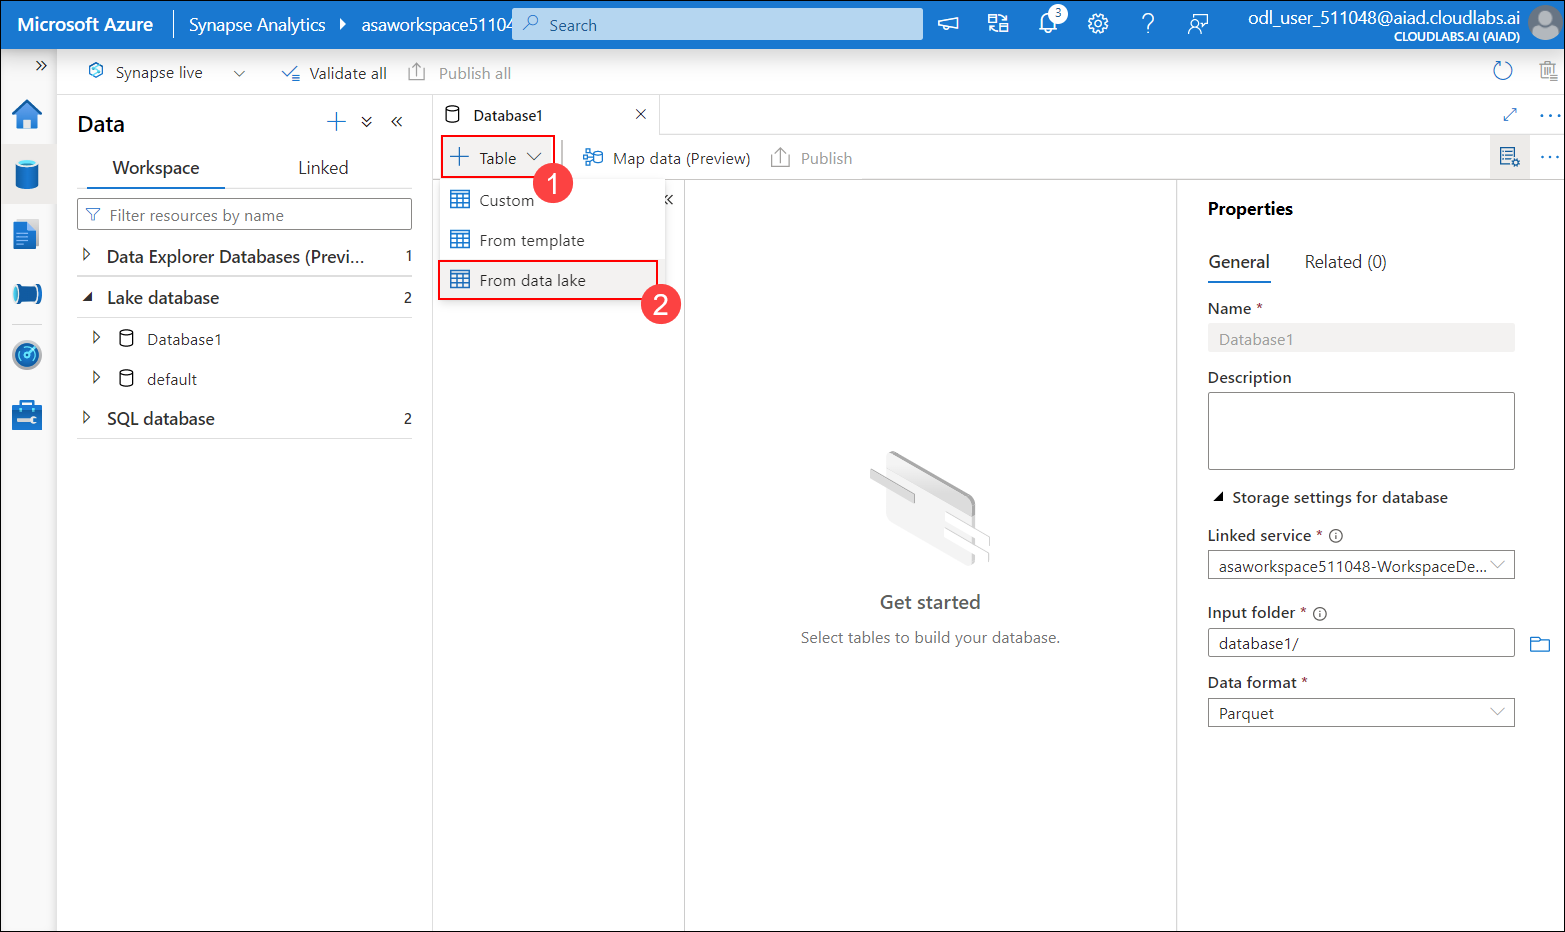 Microsoft Azure
Synapse Analytics
asaworkspace51104
Search
3
odl_user_511048@aiad.cloudlabs.ai
CLOUDLABS.AI (AIAD)
Synapse live
Validate all
Publish all
Data
Workspace
Linked
Filter resources by name
Data Explorer Databases (Previ... 1
Lake database 2
Database1
default
SQL database 2
Database1
Table
1
Map data (Preview)
Publish
Custom
From template
From data lake
2
Get started
Select tables to build your database.
Properties
General
Related (0)
Name *
Database1
Description
Storage settings for database
Linked service *
asaworkspace511048-WorkspaceDe...
Input folder *
database1/
Data format *
Parquet